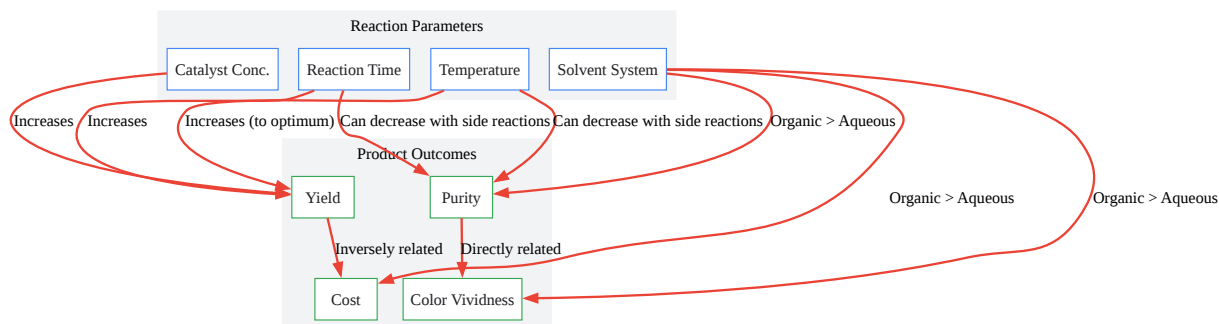 Reaction Parameters
Catalyst Conc.
Reaction Time
Temperature
Solvent System
Increases
Increases
Increases (to optimum)
Can decrease with side reactions
Can decrease with side reactions
Organic > Aqueous
Product Outcomes
Yield
Purity
Organic > Aqueous
Organic > Aqueous
Inversely related
Directly related
Cost
Color Vividness